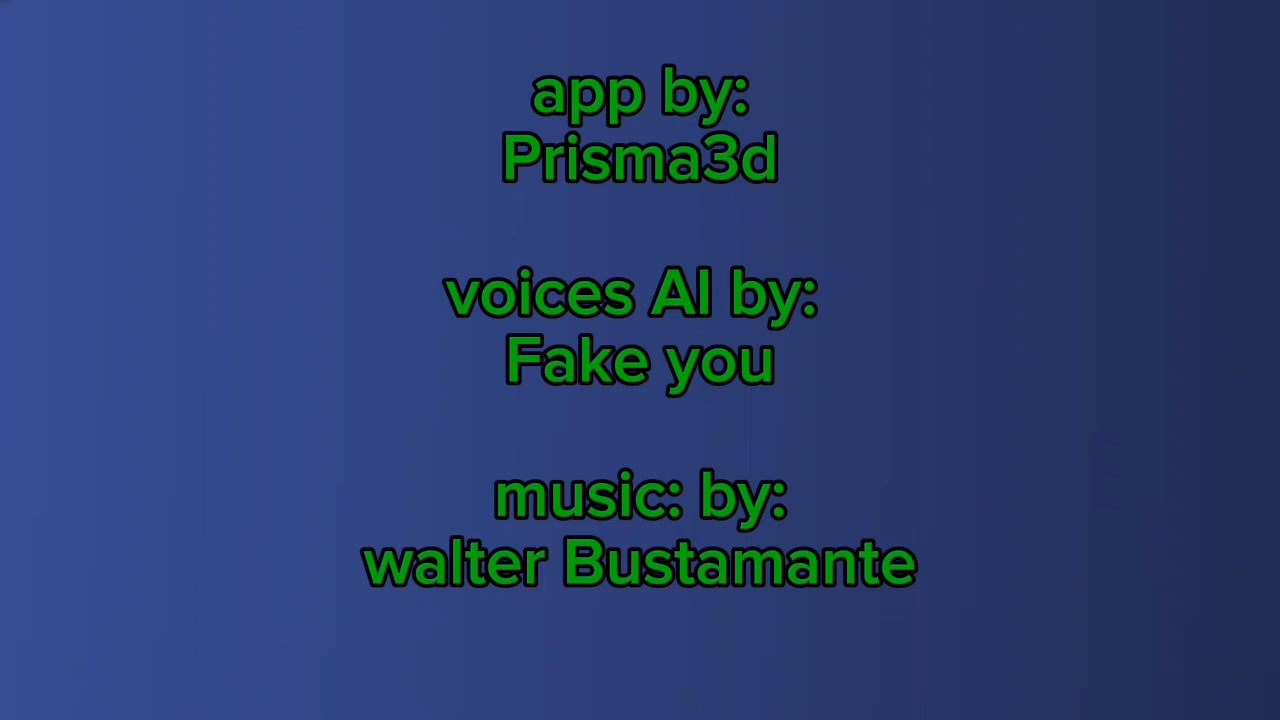 app by:
Prisma3d
voices AI by:
Fake you
music: by:
walter Bustamante